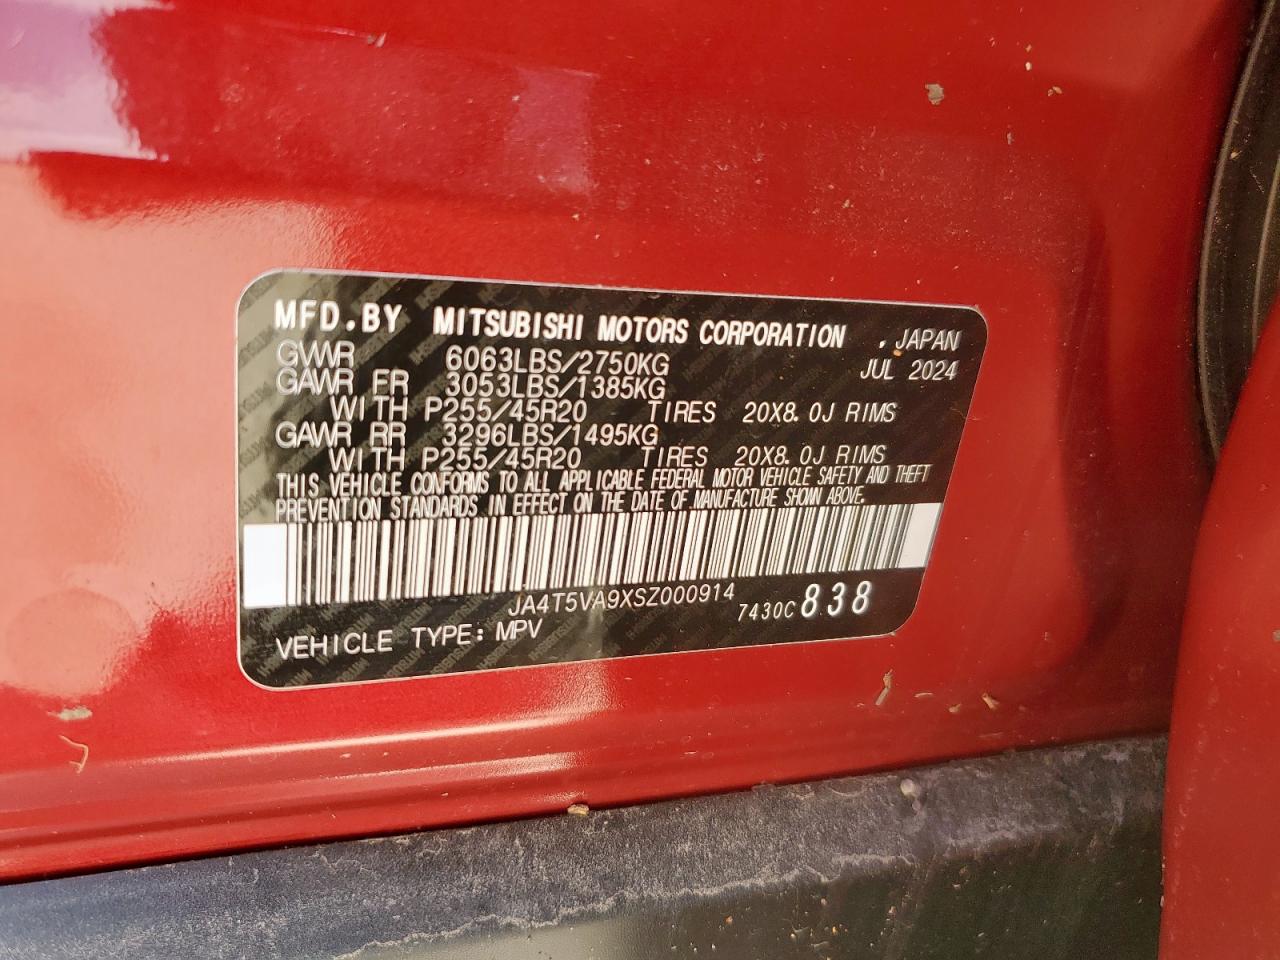 MFD.BY MITSUBISHI MOTORS CORPORATION . JAPAN
GVWR 6063LBS/2750KG JUL 2024
GAWR FR 3053LBS/1385KG
WITH P255/45R20 TIRES 20X8.0J RIMS
GAWR RR 3296LBS/1495KG
WITH P255/45R20 TIRES 20X8.0J RIMS
THIS VEHICLE CONFORMS TO ALL APPLICABLE FEDERAL MOTOR VEHICLE SAFETY AND THEFT
PREVENTION STANDARDS IN EFFECT ON THE DATE OF MANUFACTURE SHOWN ABOVE.
JA4T5VA9XSZ000914 7430C 838
VEHICLE TYPE: MPV